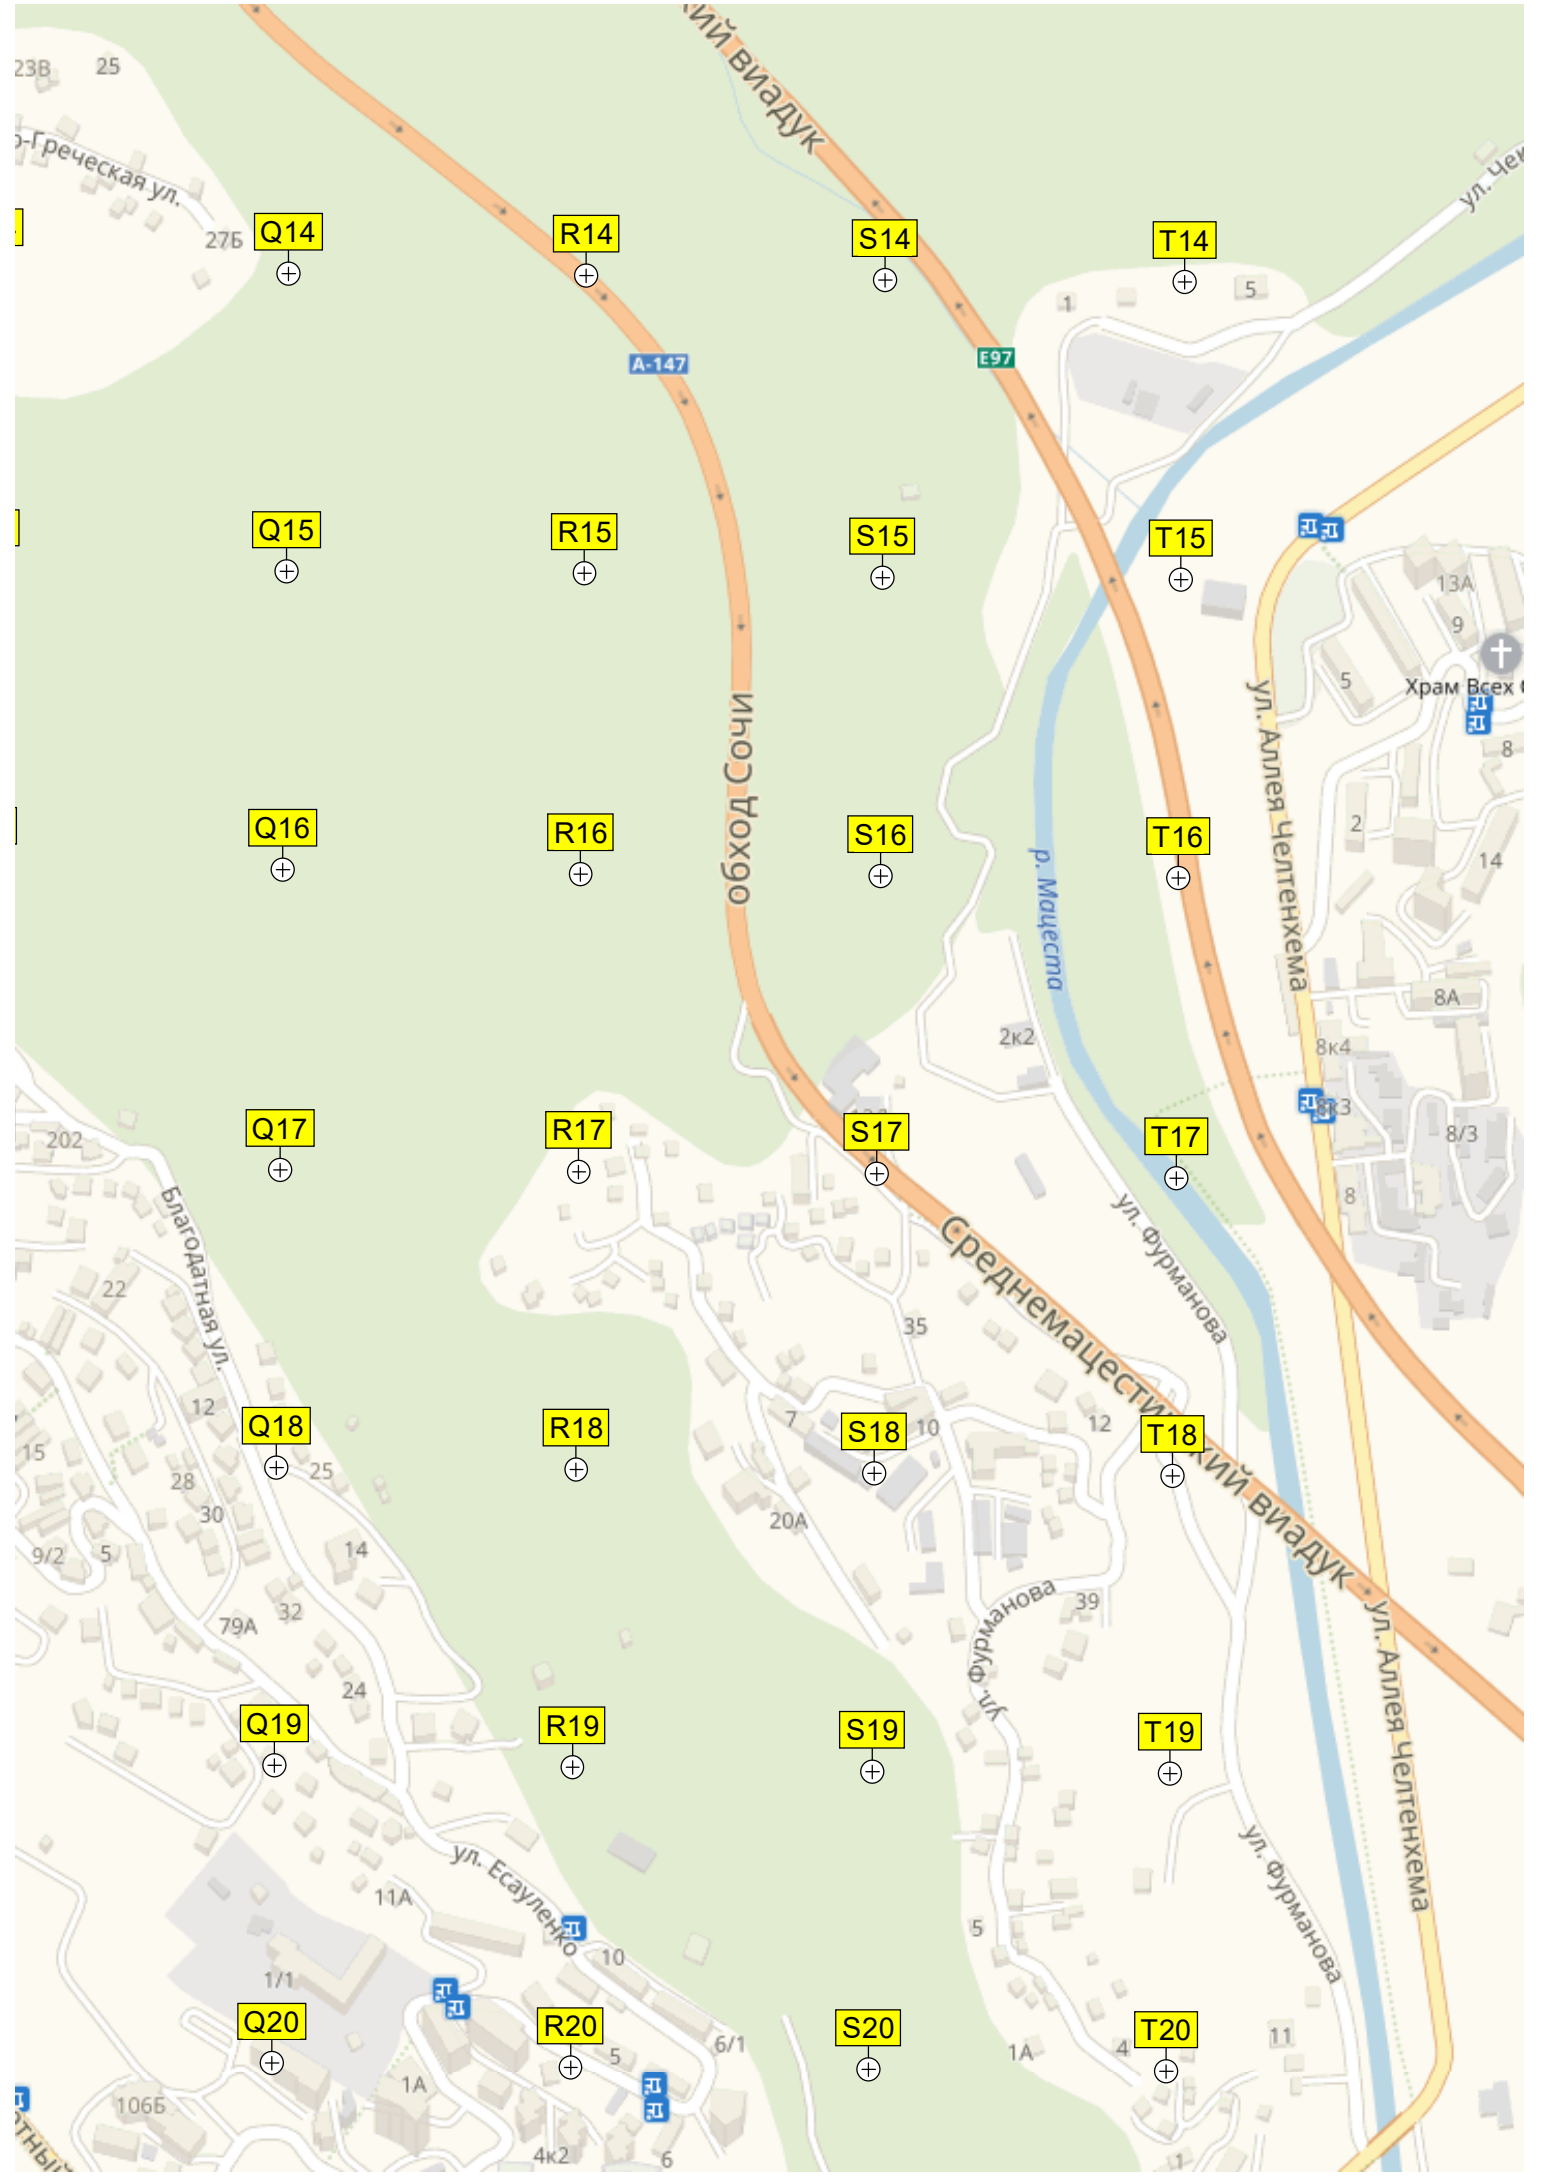 23В
25
27Б
Q14
R14
S14
T14
1
5
А-147
E97
Q15
R15
S15
T15
13А
9
5
Храм Всех
8
ул. Аллея Челтенхема
обход Сочи
Q16
R16
S16
T16
2
14
р. Мацеста
8А
2к2
8к4
8к3
202
Q17
R17
S17
T17
8/3
8
Благодатная ул.
ул. Фурманова
Среднемацестинский виадук
22
35
12
Q18
R18
7
S18
10
12
T18
15
25
28
30
20А
9/2
5
14
39
32
79А
ул. Фурманова
ул. Аллея Челтенхема
24
Q19
R19
S19
T19
ул. Есауленко
11А
ул. Фурманова
5
10
1/1
Q20
R20
S20
T20
6/1
5
1А
4
11
1А
106Б
4к2
6
1
виадук